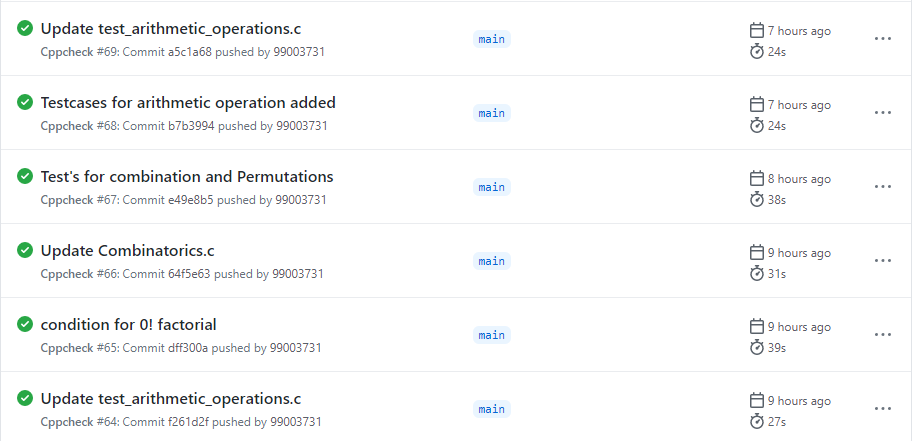 Update test_arithmetic_operations.c
Cppcheck #69: Commit a5c1a68 pushed by 99003731
main
7 hours ago
24s
Testcases for arithmetic operation added
Cppcheck #68: Commit b7b3994 pushed by 99003731
main
7 hours ago
24s
Test's for combination and Permutations
Cppcheck #67: Commit e49e8b5 pushed by 99003731
main
8 hours ago
38s
Update Combinatorics.c
Cppcheck #66: Commit 64f5e63 pushed by 99003731
main
9 hours ago
31s
condition for 0! factorial
Cppcheck #65: Commit dff300a pushed by 99003731
main
9 hours ago
39s
Update test_arithmetic_operations.c
Cppcheck #64: Commit f261d2f pushed by 99003731
main
9 hours ago
27s